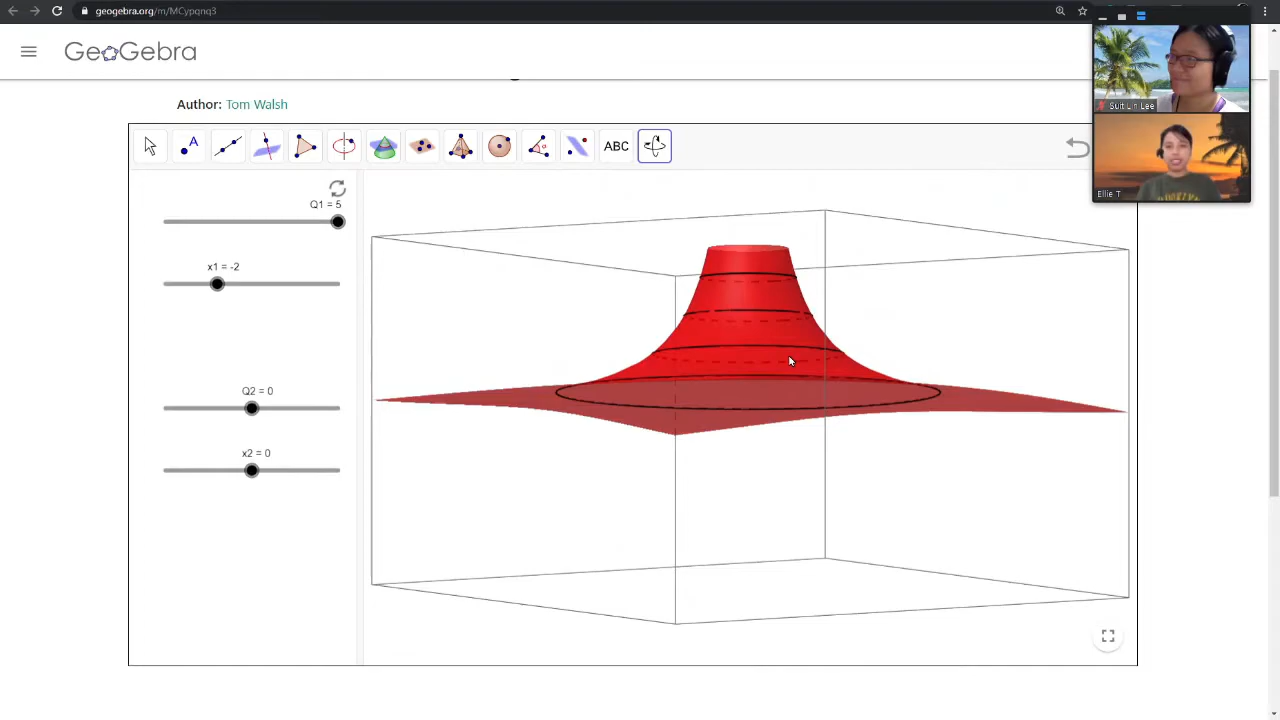 geogebra.org/m/MCypqnq3
GeoGebra
Author: Tom Walsh
ABC
Q1 = 5
x1 = -2
Q2 = 0
x2 = 0
Suit Lin Lee
Ellie T